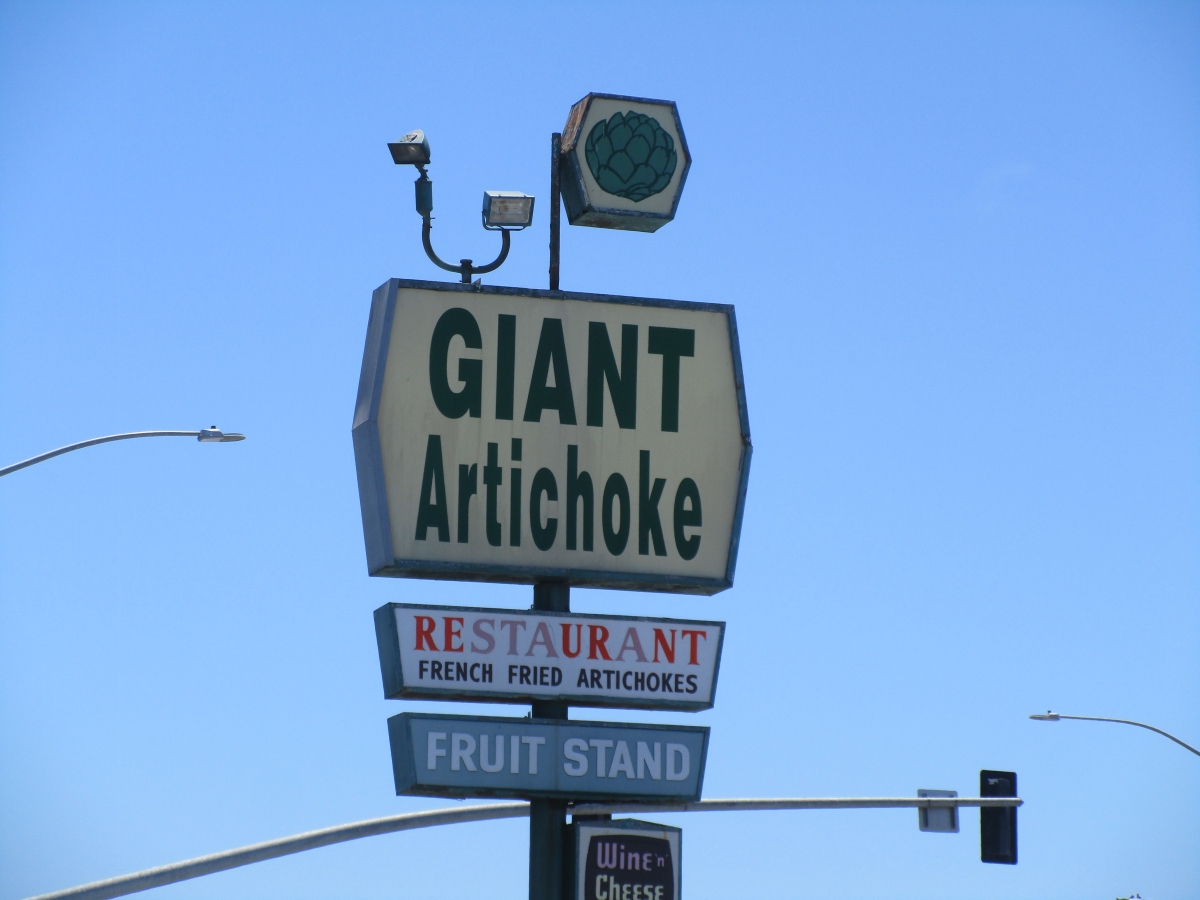 GIANT
Artichoke
RESTAURANT
FRENCH FRIED ARTICHOKES
FRUIT STAND
Wine 'n'
Cheese